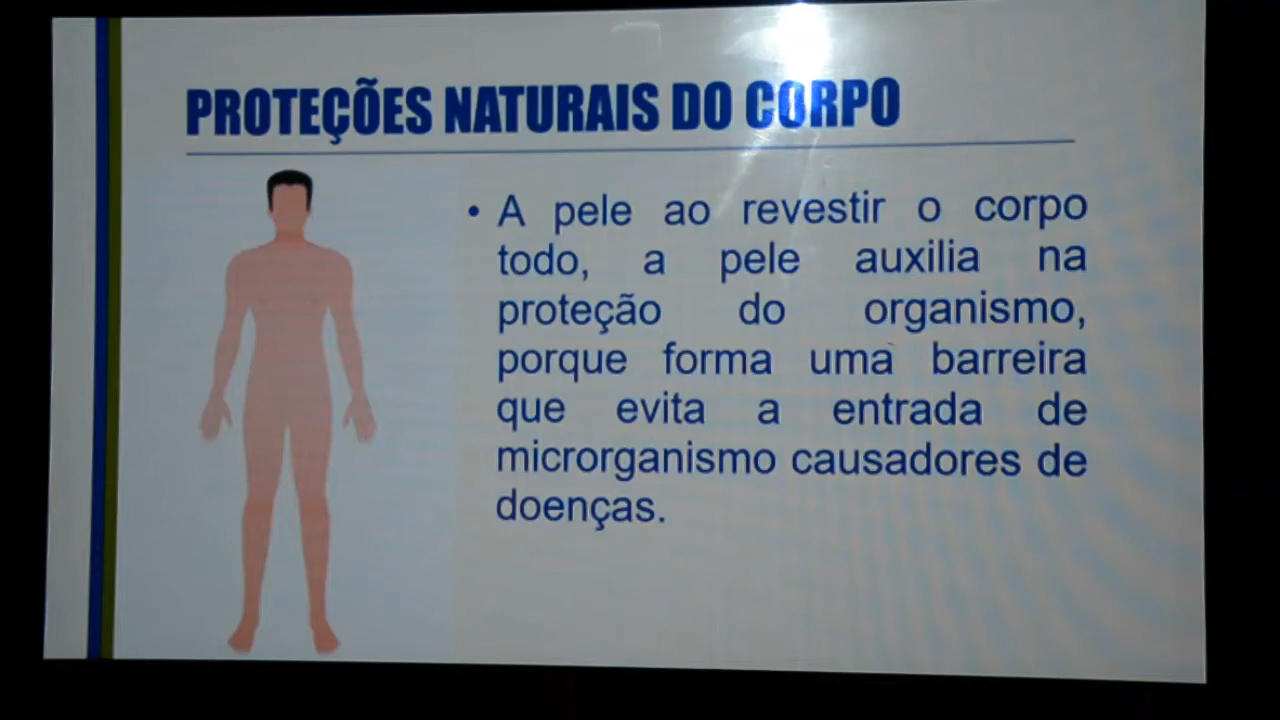 PROTEÇÕES NATURAIS DO CORPO
• A pele ao revestir o corpo
todo, a pele auxilia na
proteção do organismo,
porque forma uma barreira
que evita a entrada de
microrganismo causadores de
doenças.